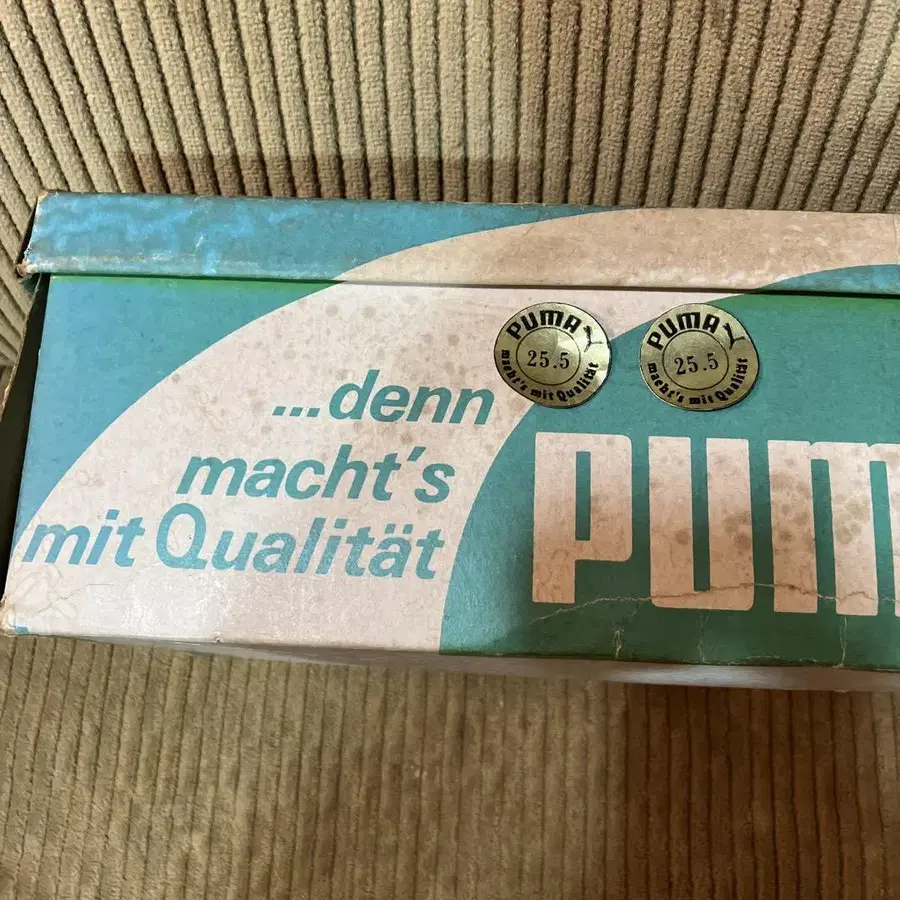 PUMA
25.5
macht's mit Qualität
PUMA
25.5
macht's mit Qualität
...denn
macht's
mit Qualität
PUM